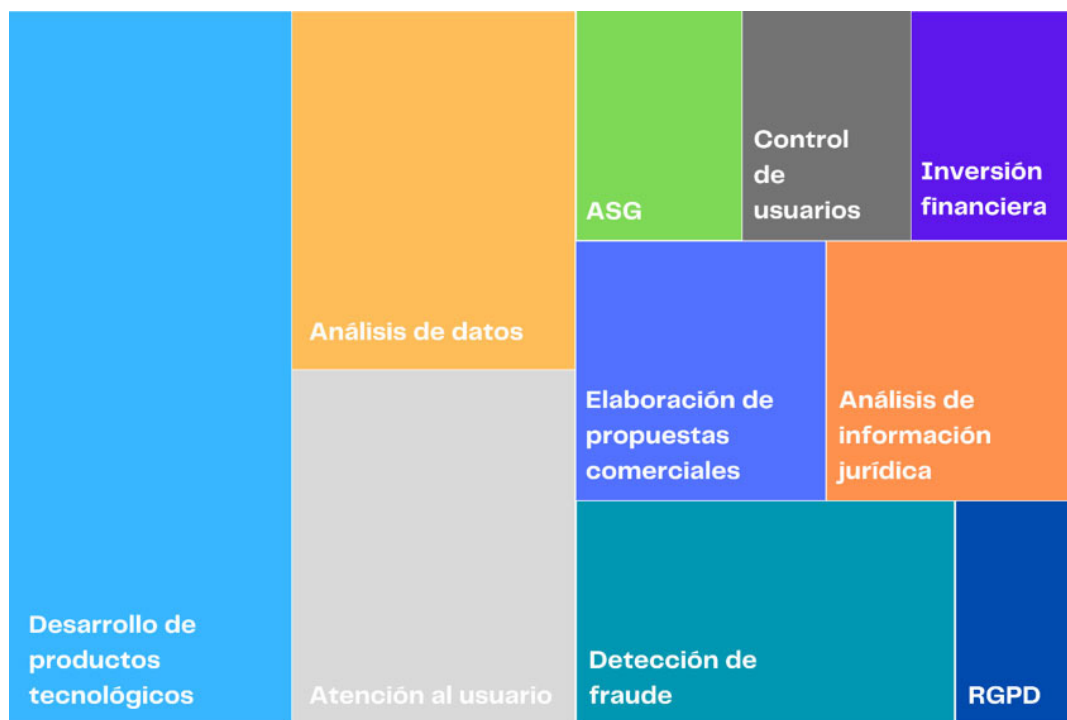 Desarrollo de
productos
tecnológicos
Análisis de datos
Atención al usuario
ASG
Control
de
usuarios
Inversión
financiera
Elaboración de
propuestas
comerciales
Análisis de
información
jurídica
Detección de
fraude
RGPD